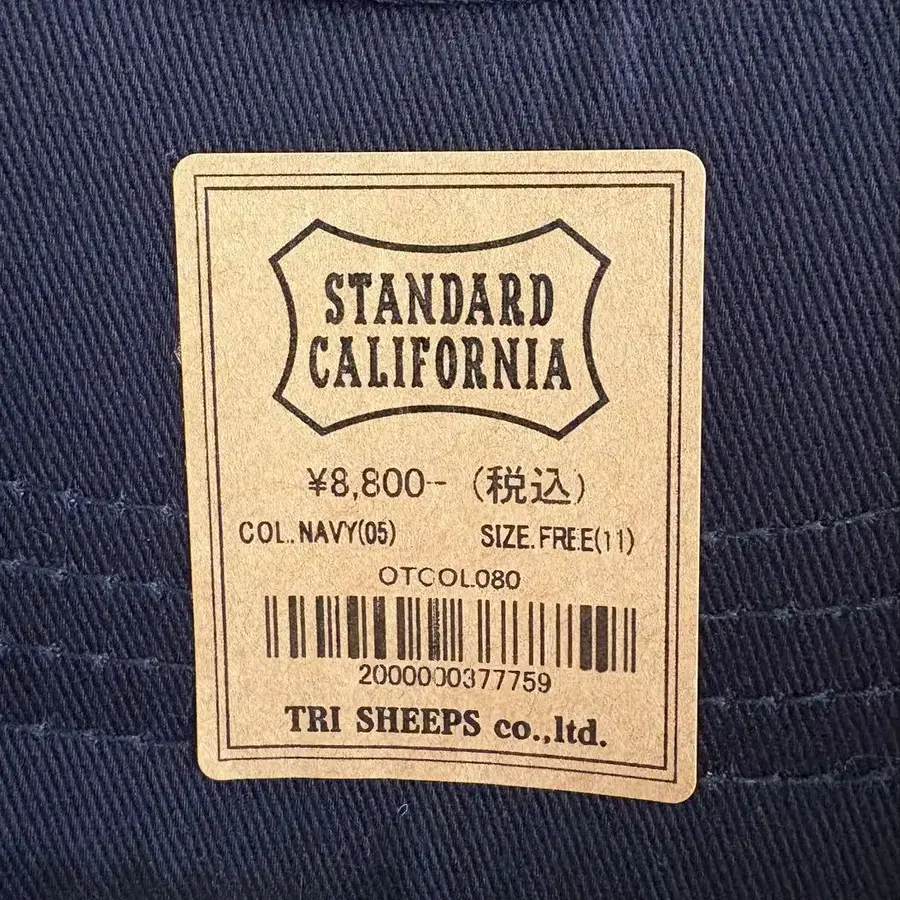 STANDARD
CALIFORNIA
¥8,800- (税込)
COL. NAVY(05) SIZE. FREE(11)
OTCOL080
2000000377759
TRI SHEEPS co.,ltd.